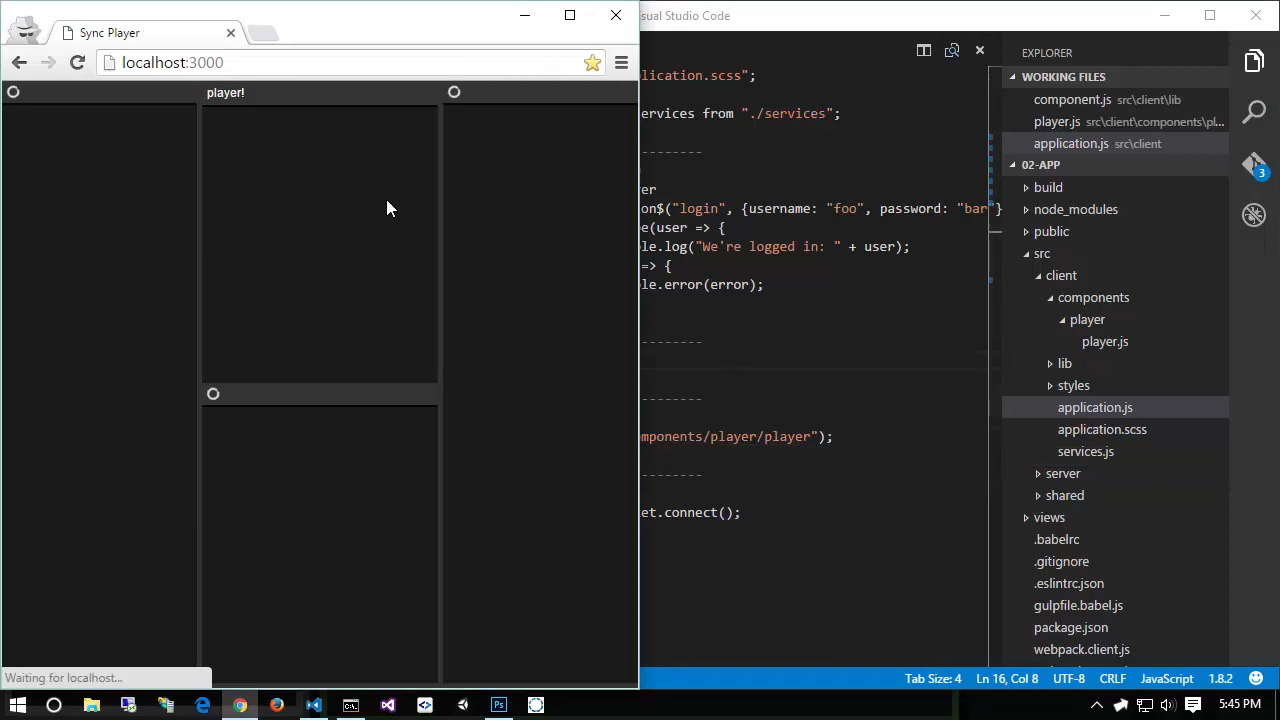 Sync Player
localhost:3000
player!
Waiting for localhost...
sual Studio Code
plication.scss";
ervices from "./services";
--------
er
on$("login", {username: "foo", password: "bar"}
e(user => {
le.log("We're logged in: " + user);
=> {
le.error(error);
--------
--------
mponents/player/player");
--------
et.connect();
EXPLORER
WORKING FILES
component.js src\client\lib
player.js src\client\components\pl...
application.js src\client
02-APP
build
node_modules
public
src
client
components
player
player.js
lib
styles
application.js
application.scss
services.js
server
shared
views
.babelrc
.gitignore
.eslintrc.json
gulpfile.babel.js
package.json
webpack.client.js
3
Tab Size: 4 Ln 16, Col 8 UTF-8 CRLF JavaScript 1.8.2
Ps
5:45 PM